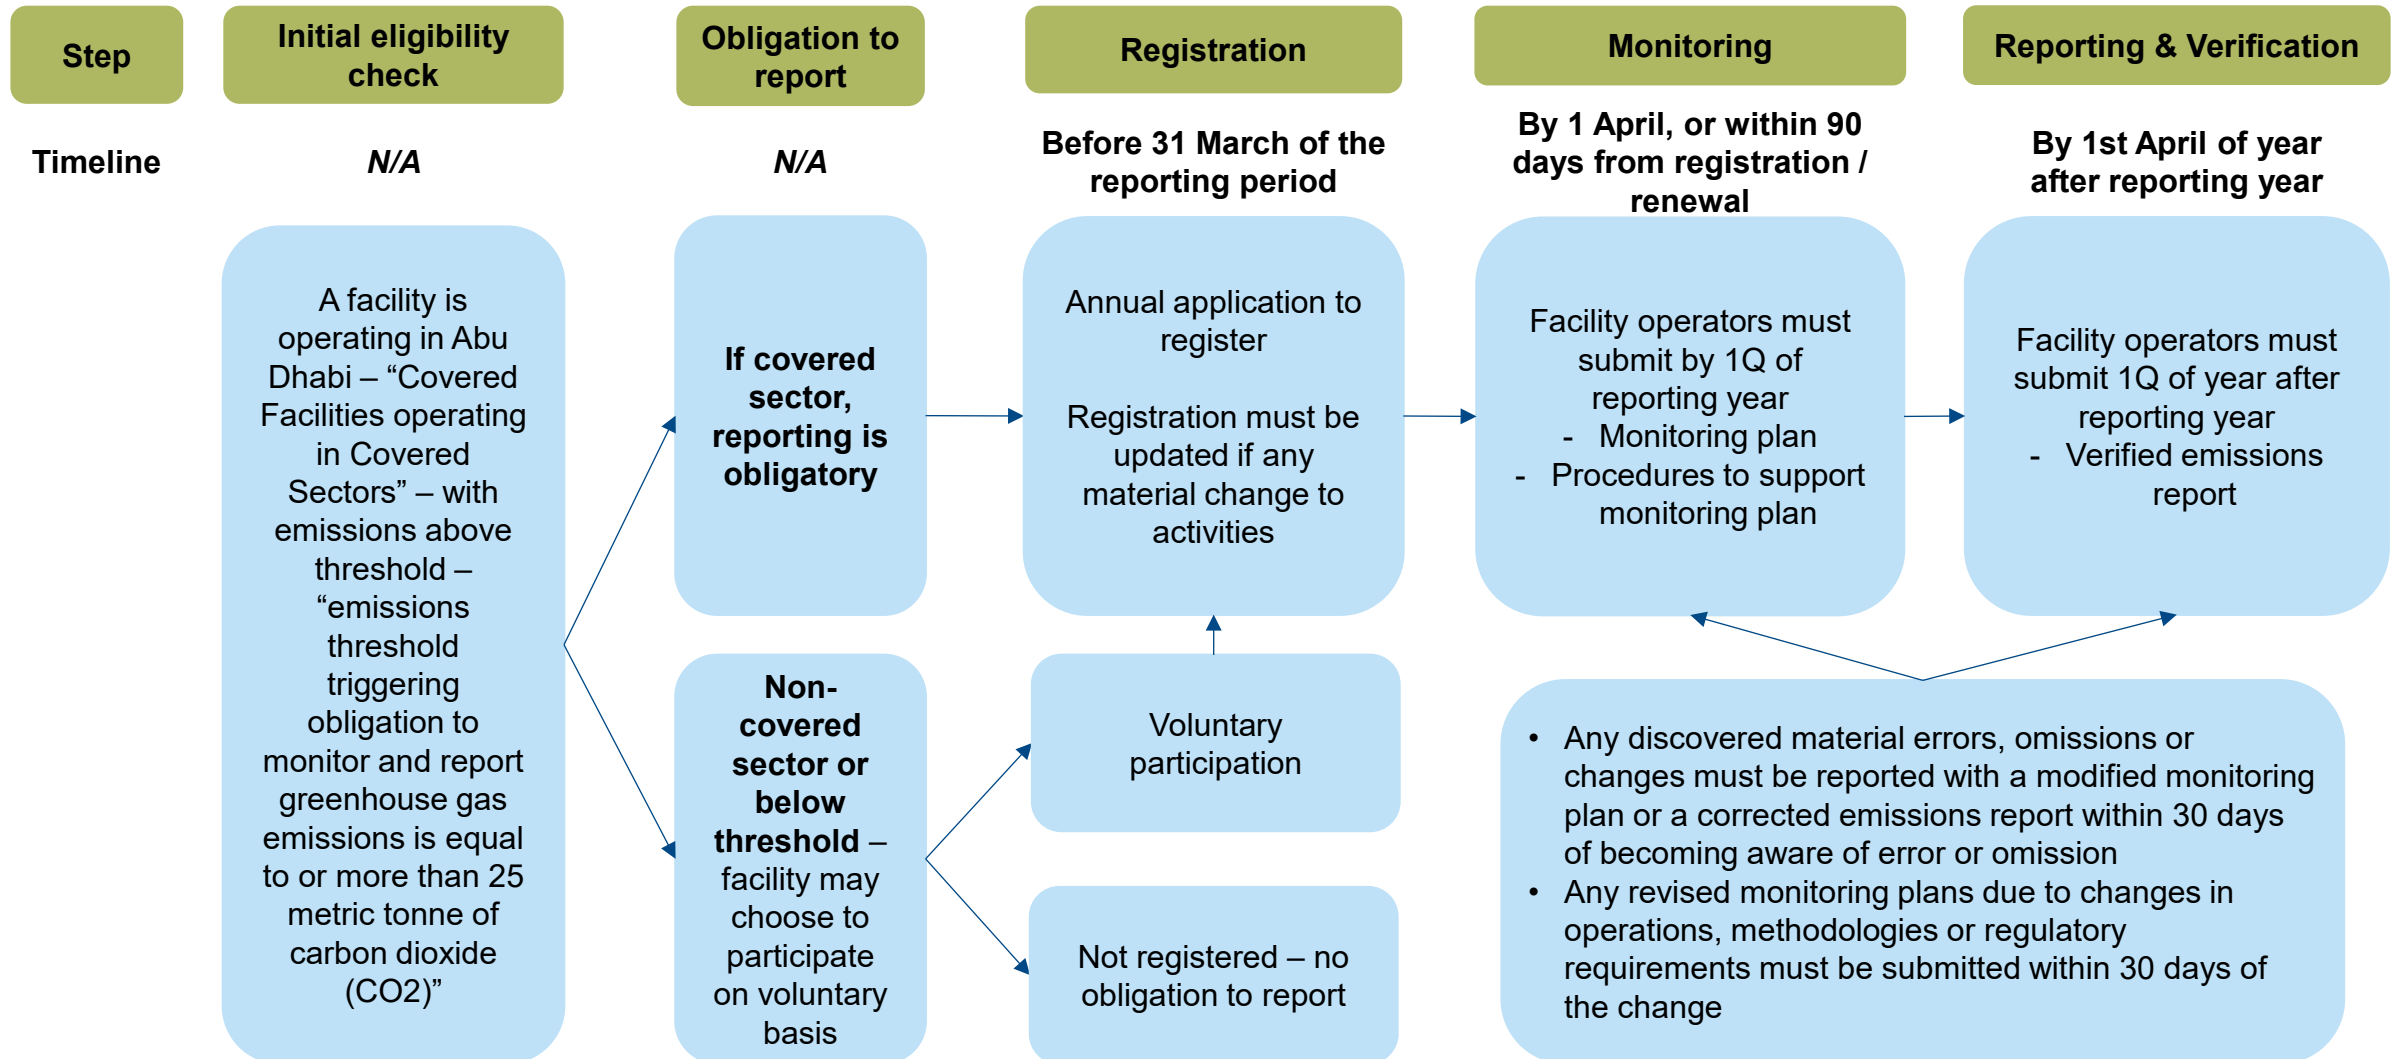 Step
Initial eligibility
check
Obligation to
report
Registration
Monitoring
Reporting & Verification
Timeline
N/A
N/A
Before 31 March of the
reporting period
By 1 April, or within 90
days from registration /
renewal
By 1st April of year
after reporting year
A facility is
operating in Abu
Dhabi – “Covered
Facilities operating
in Covered
Sectors” – with
emissions above
threshold –
“emissions
threshold
triggering
obligation to
monitor and report
greenhouse gas
emissions is equal
to or more than 25
metric tonne of
carbon dioxide
(CO2)”
If covered
sector,
reporting is
obligatory
Non-
covered
sector or
below
threshold –
facility may
choose to
participate
on voluntary
basis
Annual application to
register
Registration must be
updated if any
material change to
activities
Voluntary
participation
Not registered – no
obligation to report
Facility operators must
submit by 1Q of
reporting year
- Monitoring plan
- Procedures to support
monitoring plan
Facility operators must
submit 1Q of year after
reporting year
- Verified emissions
report
• Any discovered material errors, omissions or
changes must be reported with a modified monitoring
plan or a corrected emissions report within 30 days
of becoming aware of error or omission
• Any revised monitoring plans due to changes in
operations, methodologies or regulatory
requirements must be submitted within 30 days of
the change